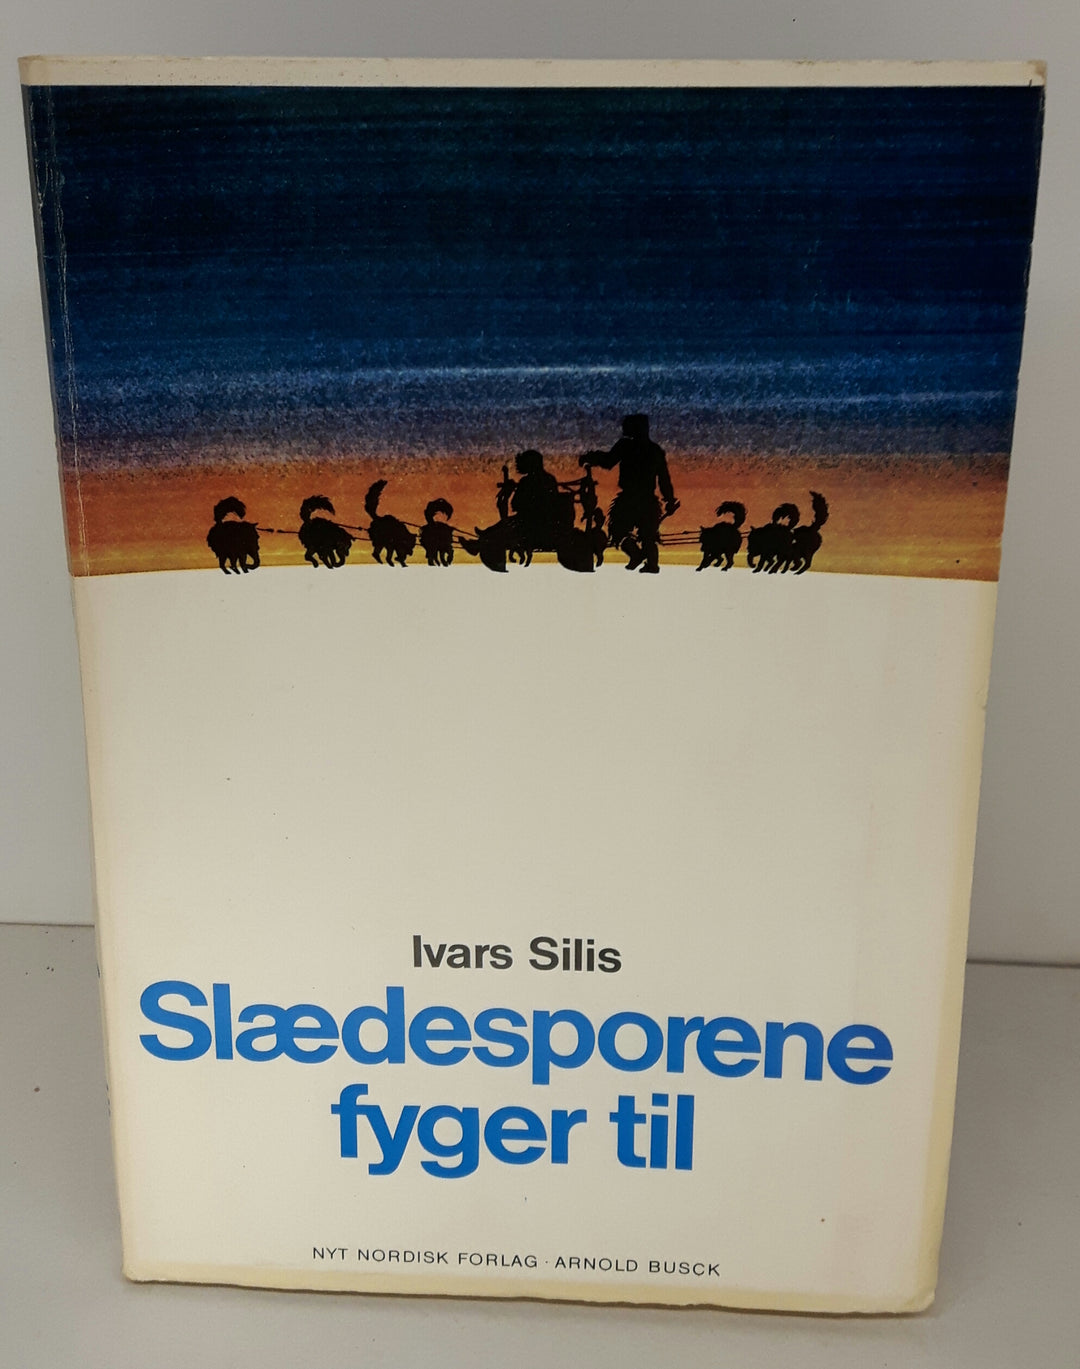 Ivars Silis
Slædesporene
fyger til
NYT NORDISK FORLAG · ARNOLD BUSCK